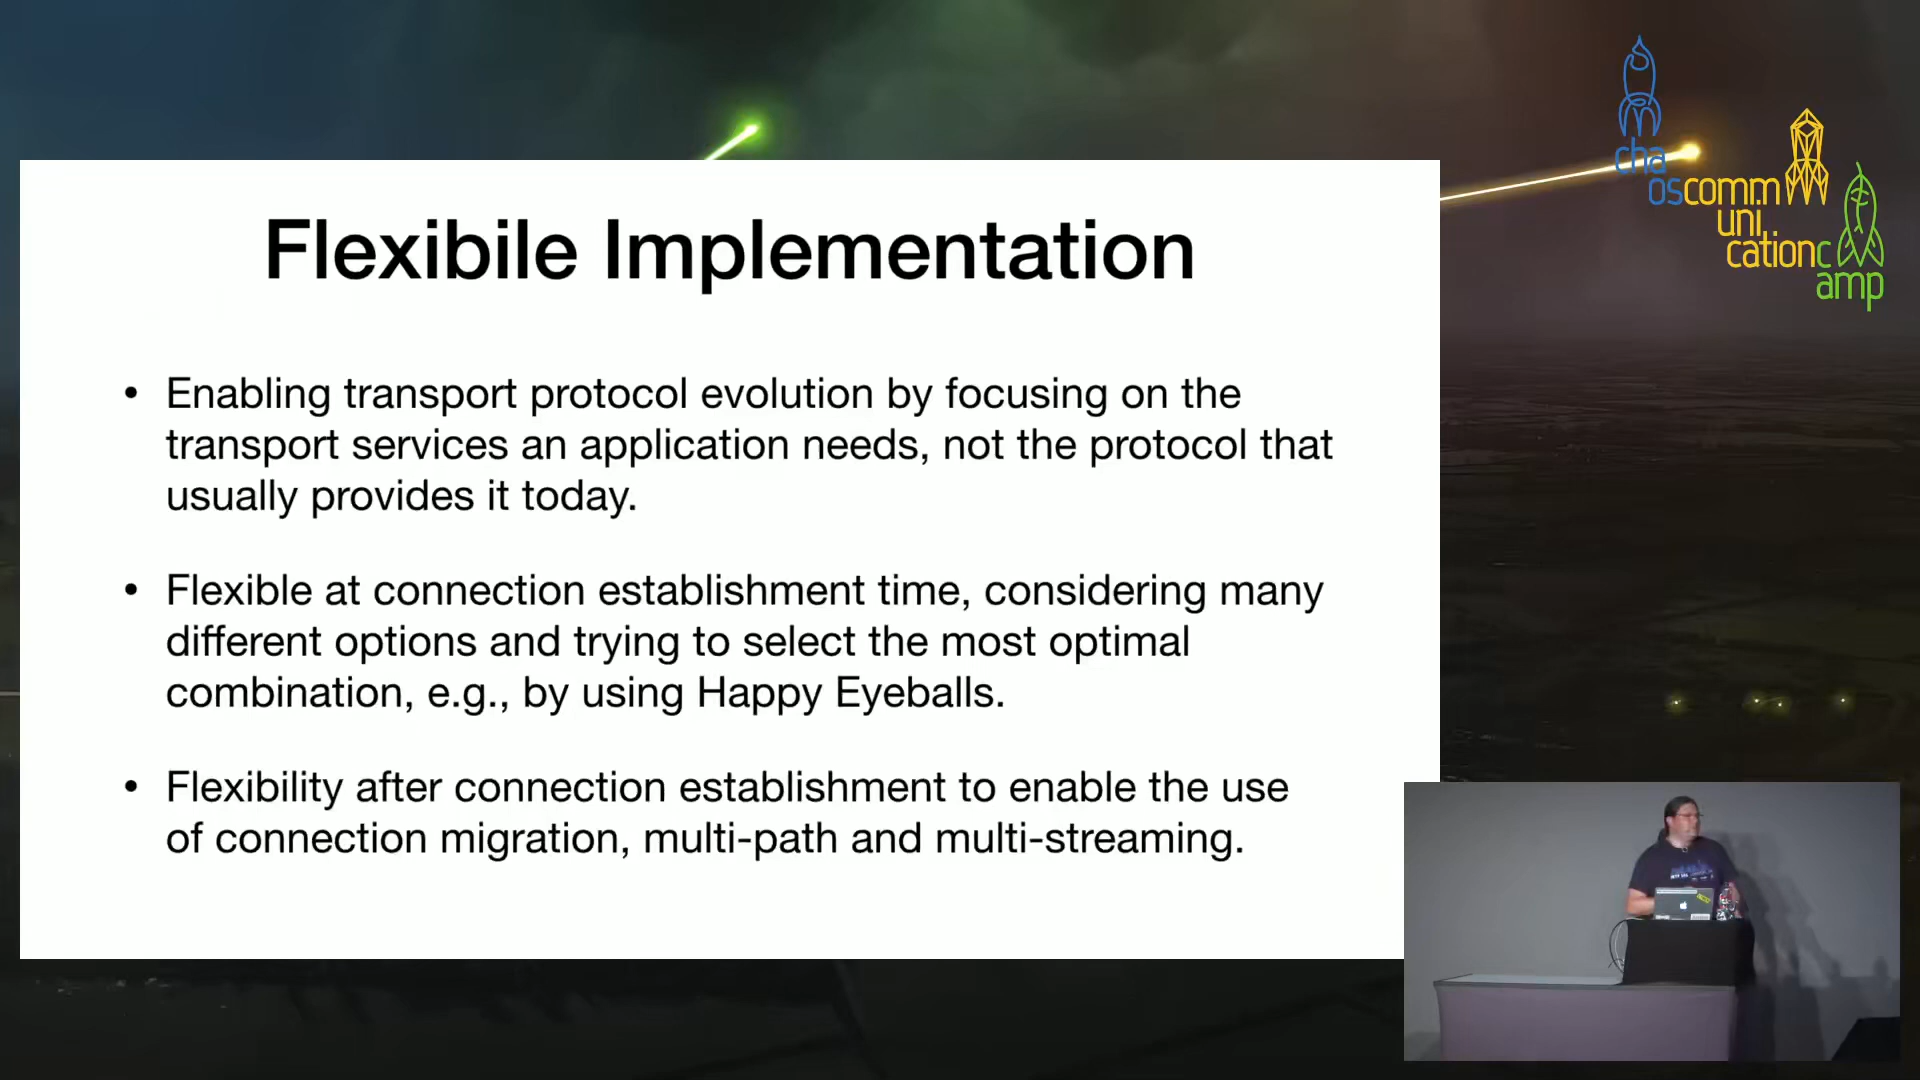 Flexibile Implementation
• Enabling transport protocol evolution by focusing on the
transport services an application needs, not the protocol that
usually provides it today.
• Flexible at connection establishment time, considering many
different options and trying to select the most optimal
combination, e.g., by using Happy Eyeballs.
• Flexibility after connection establishment to enable the use
of connection migration, multi-path and multi-streaming.
cha
oscomm
uni
cationc
amp